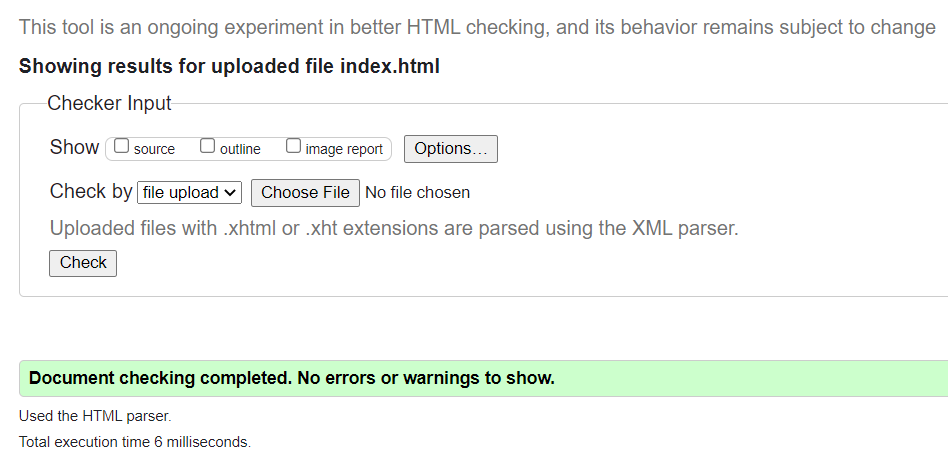 This tool is an ongoing experiment in better HTML checking, and its behavior remains subject to change
Showing results for uploaded file index.html
Checker Input
Show source outline image report Options...
Check by file upload Choose File No file chosen
Uploaded files with .xhtml or .xht extensions are parsed using the XML parser.
Check
Document checking completed. No errors or warnings to show.
Used the HTML parser.
Total execution time 6 milliseconds.